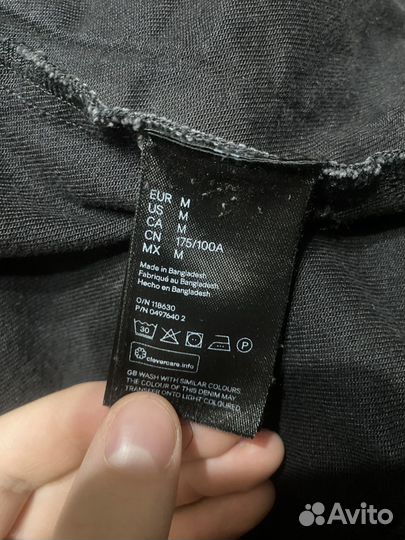 EUR M
US M
CA M
CN 175/100A
MX M
Made in Bangladesh
Fabriqué au Bangladesh
Hecho en Bangladesh
O/N 118630
P/N 0497640 2
30 P
clevercare.info
GB WASH WITH SIMILAR COLOURS
THE COLOUR OF THIS DENIM MAY
TRANSFER ONTO LIGHT COLOURED
Avito